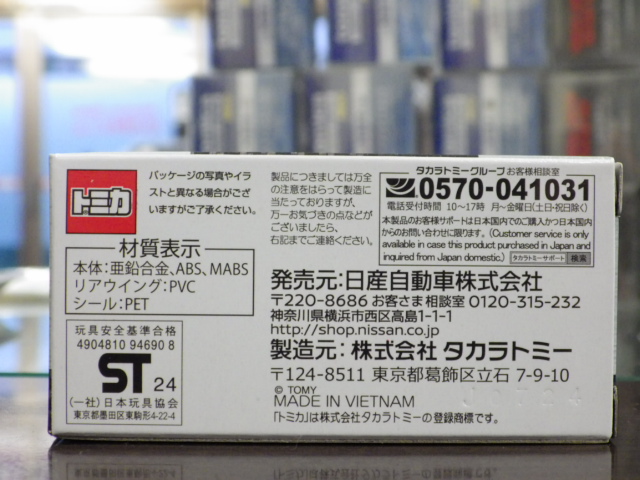 トミカ
パッケージの写真やイラ
ストと異なる場合がござ
いますがご了承ください。
製品につきましては万全
の注意をはらって製造に
当たっておりますが、
万一お気づきの点などが
ございましたら、
右記までご連絡ください。
タカラトミーグループお客様相談室
0570-041031
電話受付時間 10〜17時 月〜金曜日(土・日・祝日除く)
本製品のお客様サポートは日本国内でのご購入かつ日本国内
からのお問い合わせに限ります。(Customer service is only
available in case this product purchased in Japan and
inquired from Japan domestic.) タカラトミーサポート 検索
材質表示
本体:亜鉛合金、ABS、MABS
リアウイング:PVC
シール:PET
発売元:日産自動車株式会社
〒220-8686 お客さま相談室 0120-315-232
神奈川県横浜市西区高島1-1-1
http://shop.nissan.co.jp
製造元:株式会社 タカラトミー
〒124-8511 東京都葛飾区立石 7-9-10
© TOMY
MADE IN VIETNAM
「トミカ」は株式会社タカラトミーの登録商標です。
玩具安全基準合格
4904810 94690 8
ST 24
(一社)日本玩具協会
東京都墨田区東駒形4-22-4